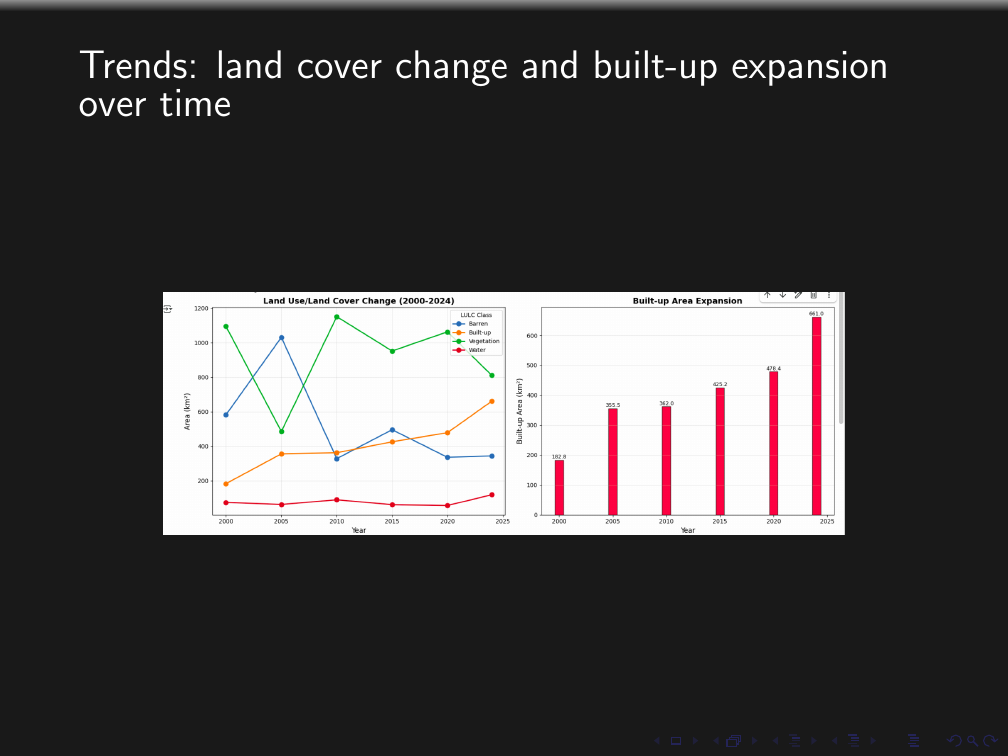 Trends: land cover change and built-up expansion
over time
Land Use/Land Cover Change (2000-2024)
1200
1000
800
600
400
200
Area (km²)
LULC Class
Barren
Built-up
Vegetation
Water
2000 2005 2010 2015 2020 2025
Year
Built-up Area Expansion
600
500
400
300
200
100
0
Built-up Area (km²)
182.8
355.5
362.0
425.2
478.4
661.0
2000 2005 2010 2015 2020 2025
Year